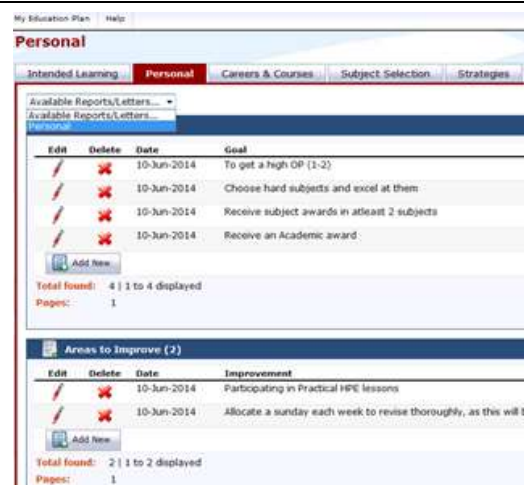 My Education Plan Help
Personal
Intended Learning Personal Careers & Courses Subject Selection Strategies
Available Reports/Letters...
Available Reports/Letters...
Personal
Edit Delete Date Goal
10-Jun-2014 To get a high OP (1-2)
10-Jun-2014 Choose hard subjects and excel at them
10-Jun-2014 Receive subject awards in atleast 2 subjects
10-Jun-2014 Receive an Academic award
Add New
Total found: 4 | 1 to 4 displayed
Pages: 1
Areas to Improve (2)
Edit Delete Date Improvement
10-Jun-2014 Participating in Practical HPE lessons
10-Jun-2014 Allocate a sunday each week to revise thoroughly, as this will
Add New
Total found: 2 | 1 to 2 displayed
Pages: 1